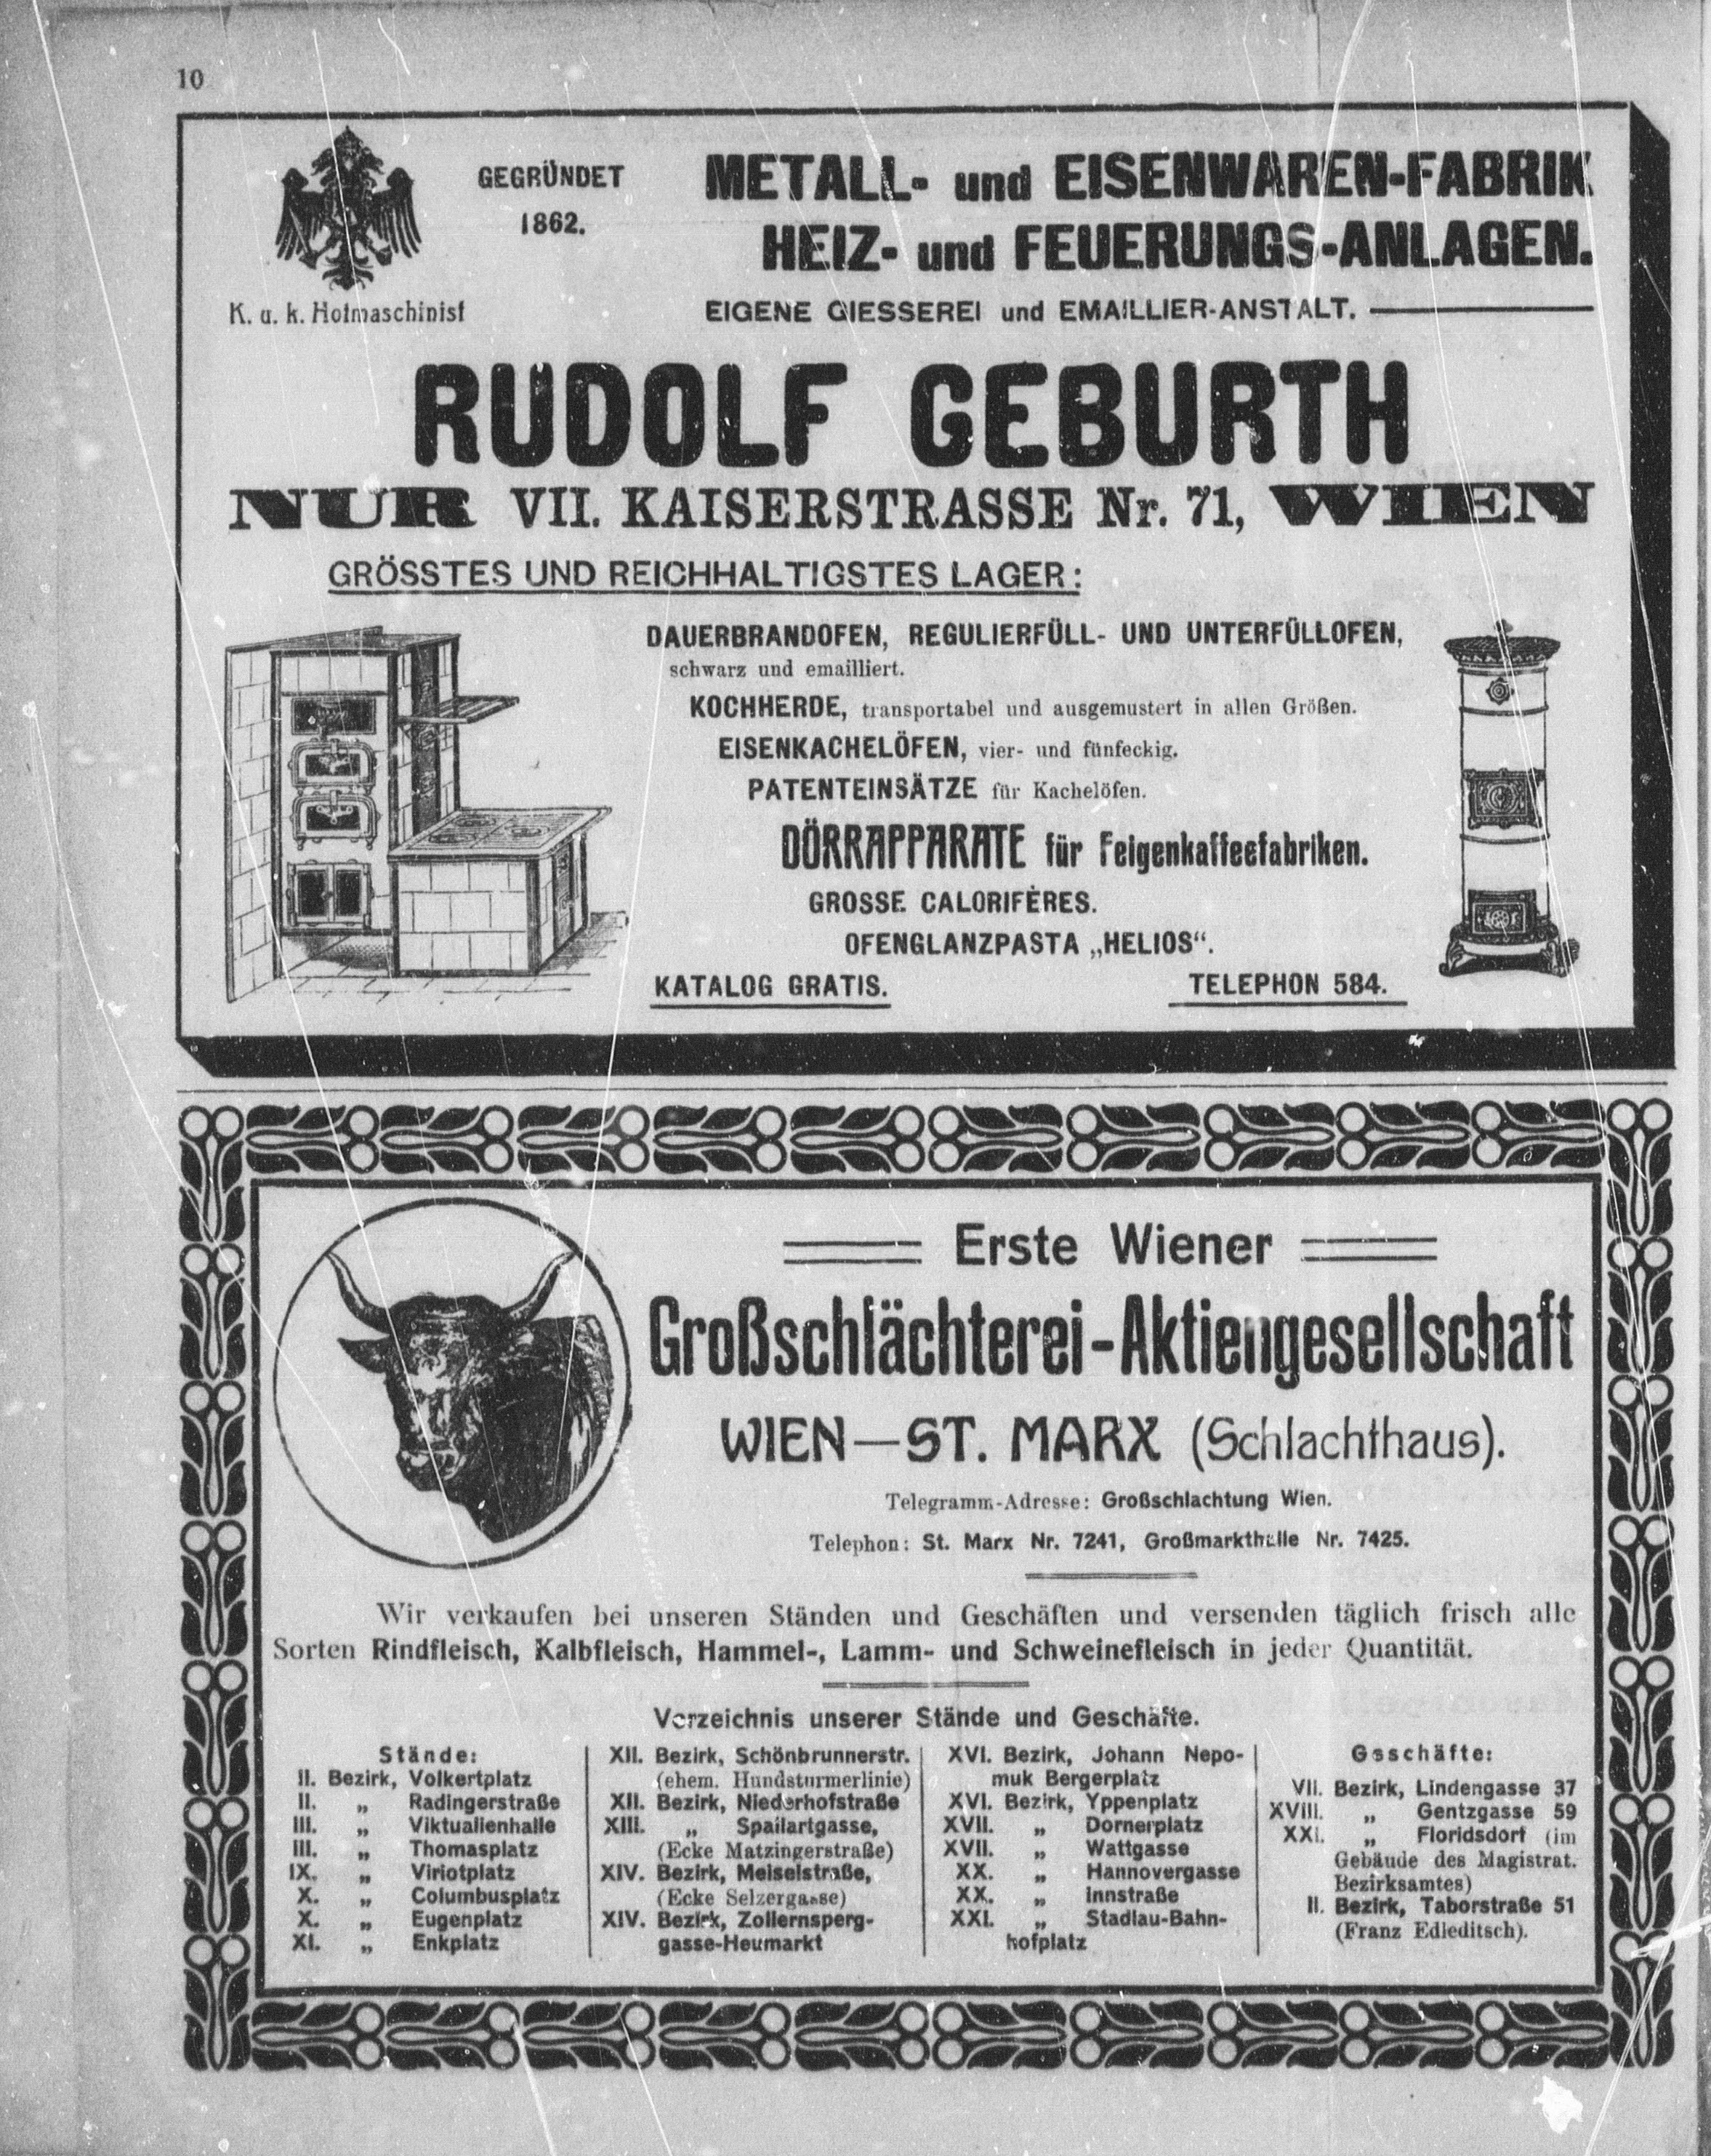 10
GEGRÜNDET
1862.
K. u. k. Hofmaschinist
METALL- und EISENWAREN-FABRIK
HEIZ- und FEUERUNGS-ANLAGEN.
EIGENE GIESSEREI und EMAILLIER-ANSTALT.
RUDOLF GEBURTH
NUR VII. KAISERSTRASSE Nr. 71, WIEN
GRÖSSTES UND REICHHALTIGSTES LAGER:
DAUERBRANDOFEN, REGULIERFÜLL- UND UNTERFÜLLOFEN,
schwarz und emailliert.
KOCHHERDE, transportabel und ausgemustert in allen Größen.
EISENKACHELÖFEN, vier- und fünfeckig.
PATENTEINSÄTZE für Kachelöfen.
DÖRRAPPARATE für Feigenkaffeefabriken.
GROSSE CALORIFÈRES.
OFENGLANZPASTA „HELIOS“.
KATALOG GRATIS. TELEPHON 584.
Erste Wiener
Großschlächterei-Aktiengesellschaft
WIEN—ST. MARX (Schlachthaus).
Telegramm-Adresse: Großschlachtung Wien.
Telephon: St. Marx Nr. 7241, Großmarkthalle Nr. 7425.
Wir verkaufen bei unseren Ständen und Geschäften und versenden täglich frisch alle
Sorten Rindfleisch, Kalbfleisch, Hammel-, Lamm- und Schweinefleisch in jeder Quantität.
Verzeichnis unserer Stände und Geschäfte.
Stände:
II. Bezirk, Volkertplatz
II. „ Radingerstraße
III. „ Viktualienhalle
III. „ Thomasplatz
IX. „ Viriotplatz
X. „ Columbusplatz
X. „ Eugenplatz
XI. „ Enkplatz
XII. Bezirk, Schönbrunnerstr.
(ehem. Hundsturmerlinie)
XII. Bezirk, Niederhofstraße
XIII. „ Spailartgasse,
(Ecke Matzingerstraße)
XIV. Bezirk, Meiselstraße,
(Ecke Selzergasse)
XIV. Bezirk, Zollernsperg-
gasse-Heumarkt
XVI. Bezirk, Johann Nepo-
muk Bergerplatz
XVI. Bezirk, Yppenplatz
XVII. „ Dornerplatz
XVII. „ Wattgasse
XX. „ Hannovergasse
XX. „ Innstraße
XXI. „ Stadlau-Bahn-
hofplatz
Geschäfte:
VII. Bezirk, Lindengasse 37
XVIII. „ Gentzgasse 59
XXI. „ Floridsdorf (im
Gebäude des Magistrat.
Bezirksamtes)
II. Bezirk, Taborstraße 51
(Franz Edleditsch).